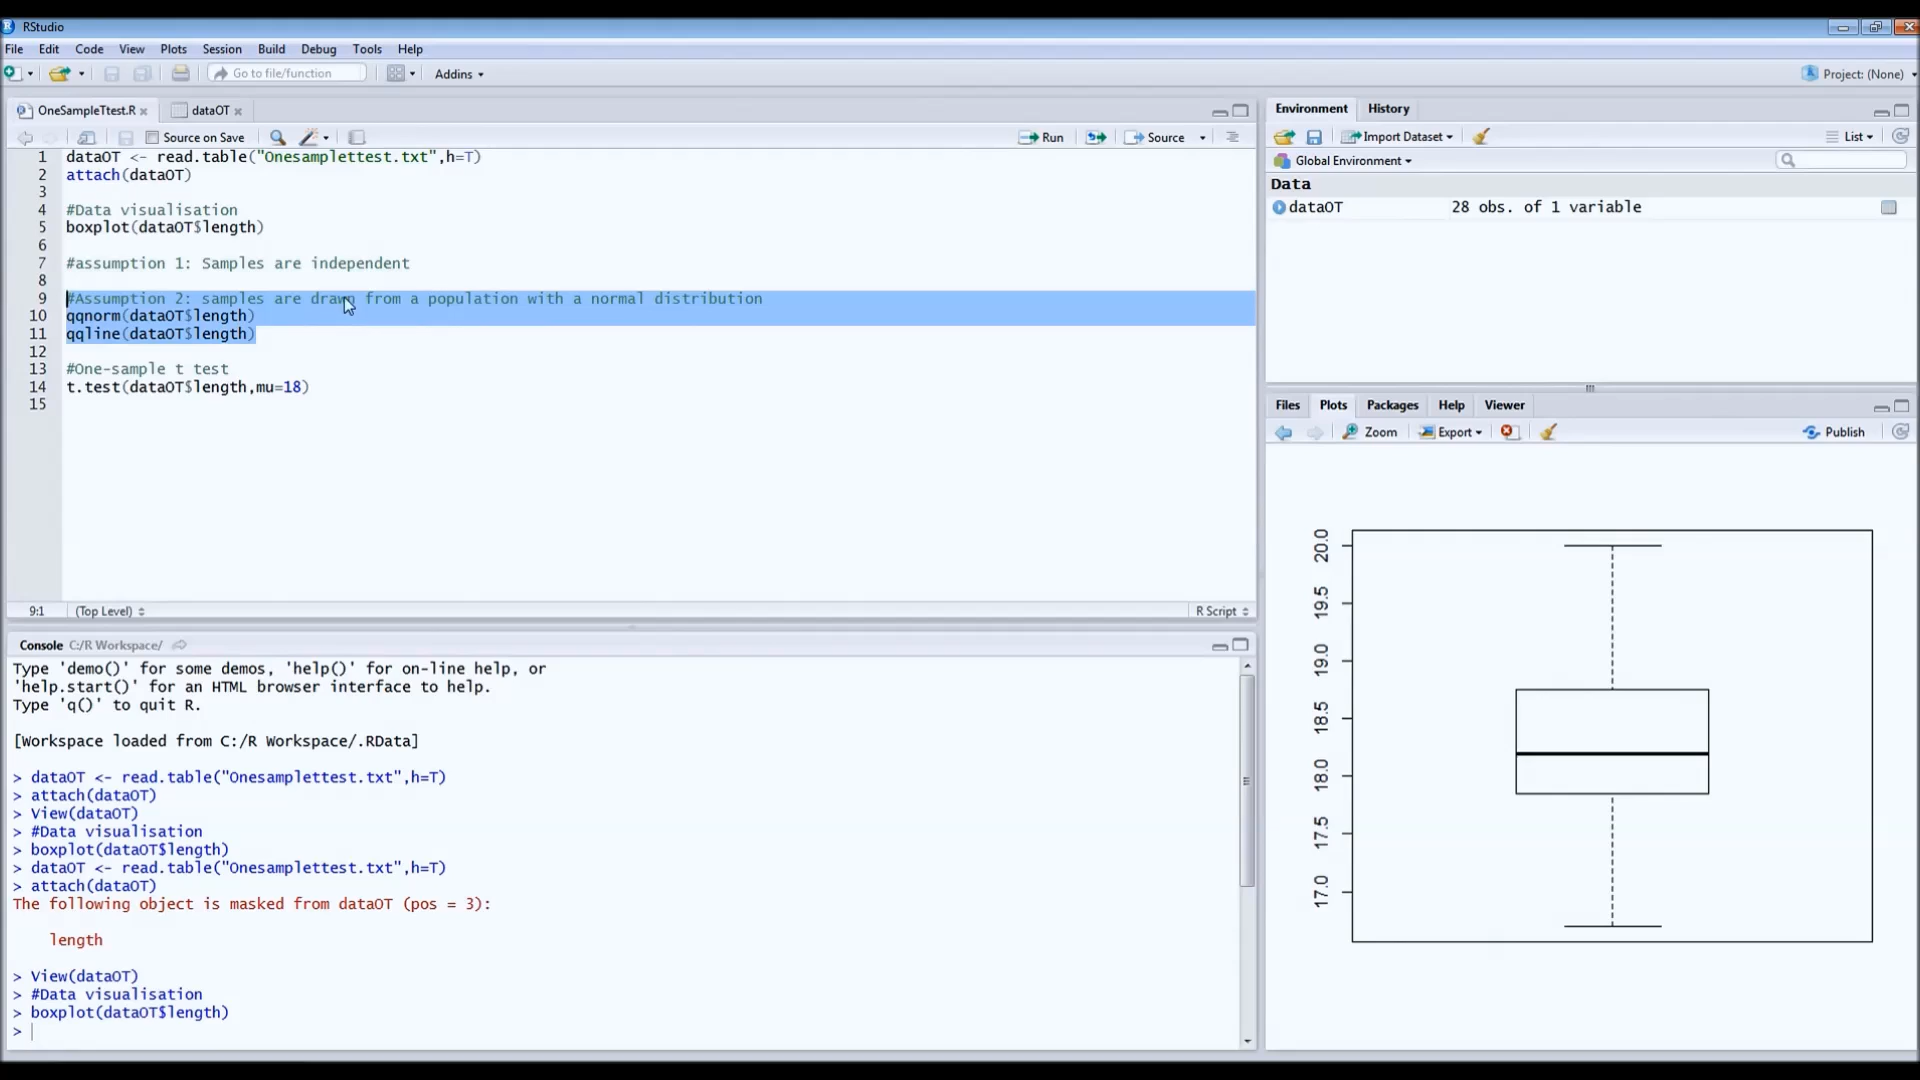 RStudio
File Edit Code View Plots Session Build Debug Tools Help
Go to file/function Addins Project: (None)
OneSampleTtest.R dataOT
Source on Save Run Source
1 dataOT <- read.table("Onesamplettest.txt",h=T)
2 attach(dataOT)
3
4 #Data visualisation
5 boxplot(dataOT$length)
6
7 #assumption 1: Samples are independent
8
9 #Assumption 2: samples are drawn from a population with a normal distribution
10 qqnorm(dataOT$length)
11 qqline(dataOT$length)
12
13 #One-sample t test
14 t.test(dataOT$length,mu=18)
15
9:1 (Top Level) R Script
Console C:/R Workspace/
Type 'demo()' for some demos, 'help()' for on-line help, or
'help.start()' for an HTML browser interface to help.
Type 'q()' to quit R.
[Workspace loaded from C:/R Workspace/.RData]
> dataOT <- read.table("Onesamplettest.txt",h=T)
> attach(dataOT)
> View(dataOT)
> #Data visualisation
> boxplot(dataOT$length)
> dataOT <- read.table("Onesamplettest.txt",h=T)
> attach(dataOT)
The following object is masked from dataOT (pos = 3):
length
> View(dataOT)
> #Data visualisation
> boxplot(dataOT$length)
>
Environment History
Import Dataset List
Global Environment
Data
dataOT 28 obs. of 1 variable
Files Plots Packages Help Viewer
Zoom Export Publish
20.0
19.5
19.0
18.5
18.0
17.5
17.0